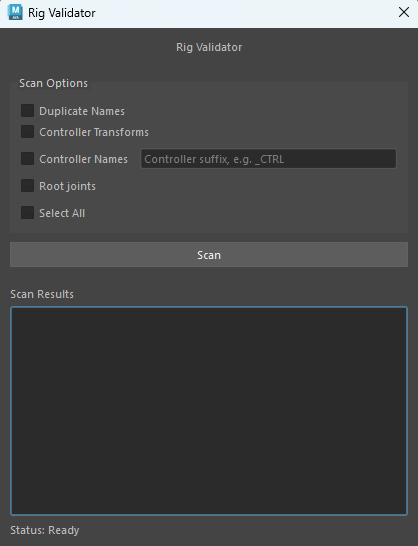 M
Rig Validator
Rig Validator
Scan Options
Duplicate Names
Controller Transforms
Controller Names Controller suffix, e.g. _CTRL
Root joints
Select All
Scan
Scan Results
Status: Ready